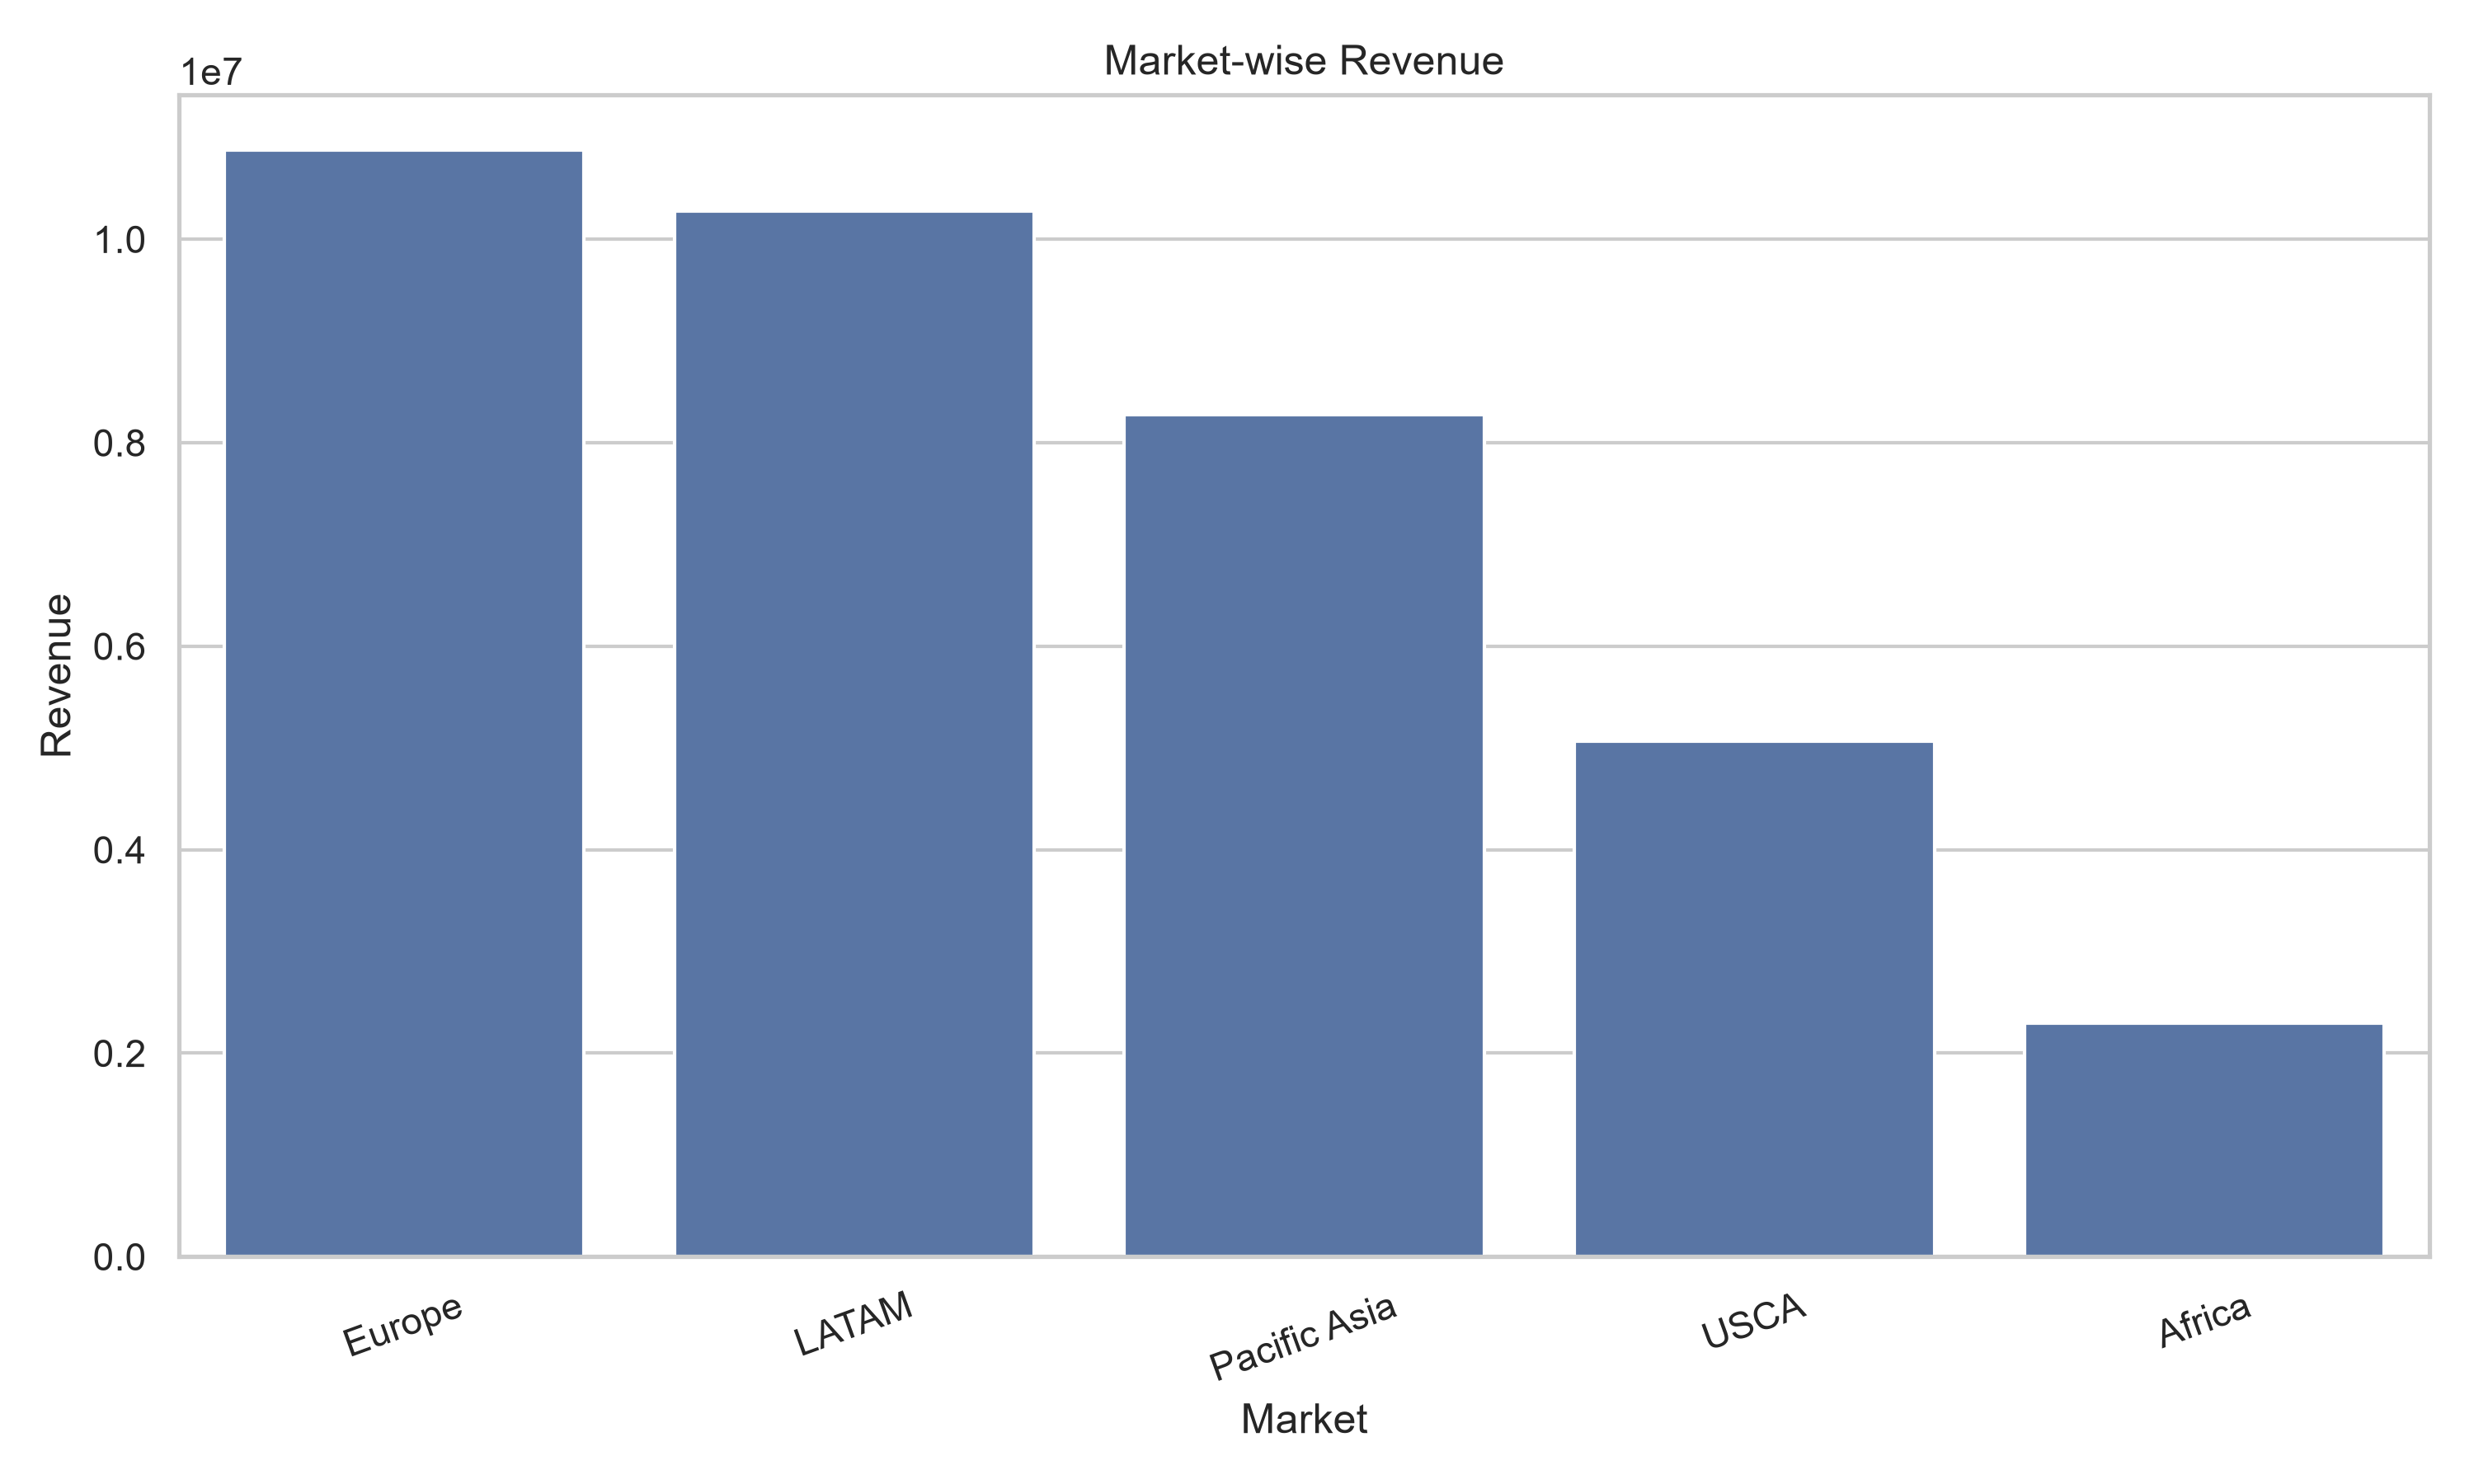 Market-wise Revenue
1e7
1.0
0.8
0.6
0.4
0.2
0.0
Revenue
Europe
LATAM
Pacific Asia
USCA
Africa
Market